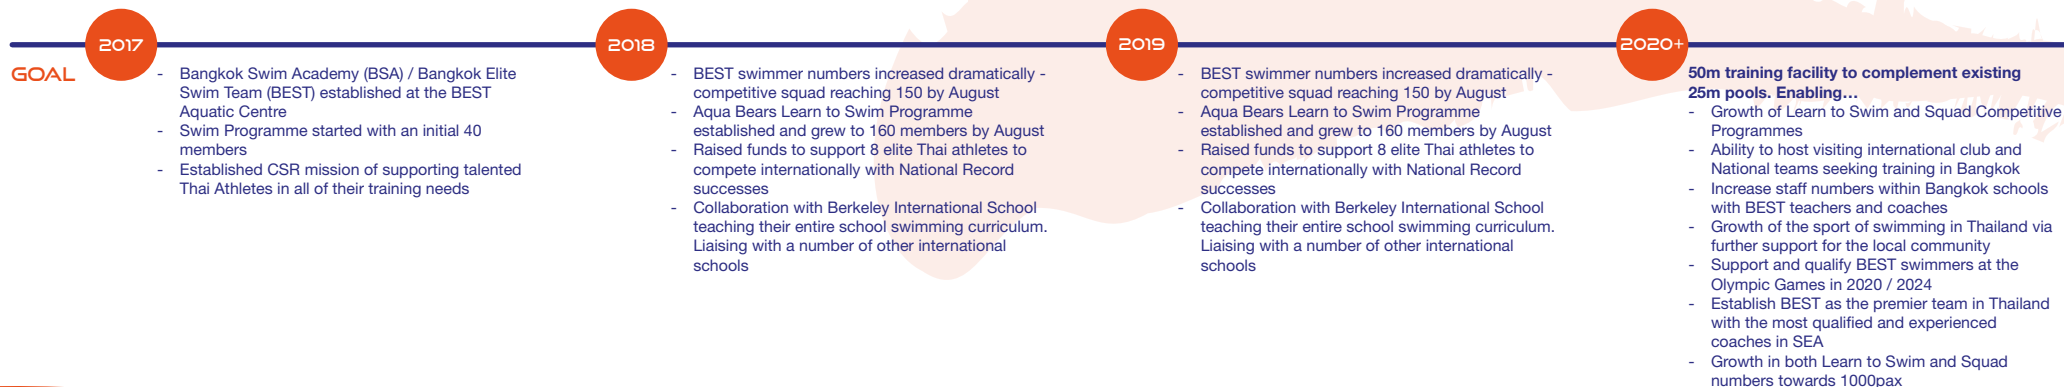 2017
2018
2019
2020+
GOAL
- Bangkok Swim Academy (BSA) / Bangkok Elite
Swim Team (BEST) established at the BEST
Aquatic Centre
- Swim Programme started with an initial 40
members
- Established CSR mission of supporting talented
Thai Athletes in all of their training needs
- BEST swimmer numbers increased dramatically -
competitive squad reaching 150 by August
- Aqua Bears Learn to Swim Programme
established and grew to 160 members by August
- Raised funds to support 8 elite Thai athletes to
compete internationally with National Record
successes
- Collaboration with Berkeley International School
teaching their entire school swimming curriculum.
Liaising with a number of other international
schools
- BEST swimmer numbers increased dramatically -
competitive squad reaching 150 by August
- Aqua Bears Learn to Swim Programme
established and grew to 160 members by August
- Raised funds to support 8 elite Thai athletes to
compete internationally with National Record
successes
- Collaboration with Berkeley International School
teaching their entire school swimming curriculum.
Liaising with a number of other international
schools
50m training facility to complement existing
25m pools. Enabling…
- Growth of Learn to Swim and Squad Competitive
Programmes
- Ability to host visiting international club and
National teams seeking training in Bangkok
- Increase staff numbers within Bangkok schools
with BEST teachers and coaches
- Growth of the sport of swimming in Thailand via
further support for the local community
- Support and qualify BEST swimmers at the
Olympic Games in 2020 / 2024
- Establish BEST as the premier team in Thailand
with the most qualified and experienced
coaches in SEA
- Growth in both Learn to Swim and Squad
numbers towards 1000pax